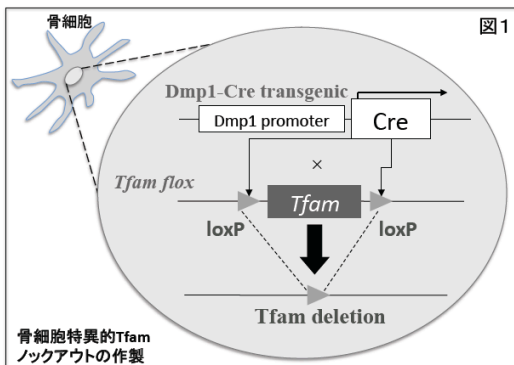 図1
骨細胞
Dmp1-Cre transgenic
Dmp1 promoter
Cre
×
Tfam flox
Tfam
loxP
loxP
Tfam deletion
骨細胞特異的Tfam
ノックアウトの作製